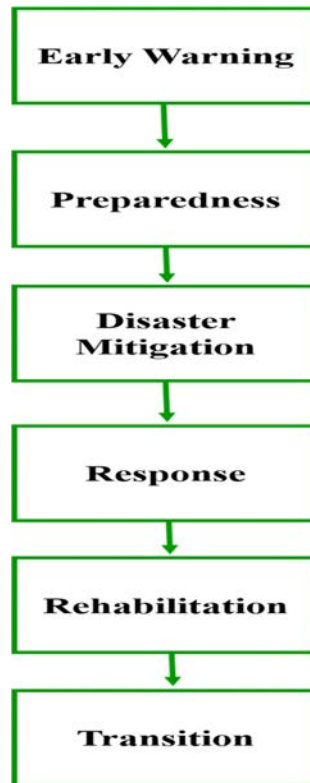 Early Warning
Preparedness
Disaster
Mitigation
Response
Rehabilitation
Transition